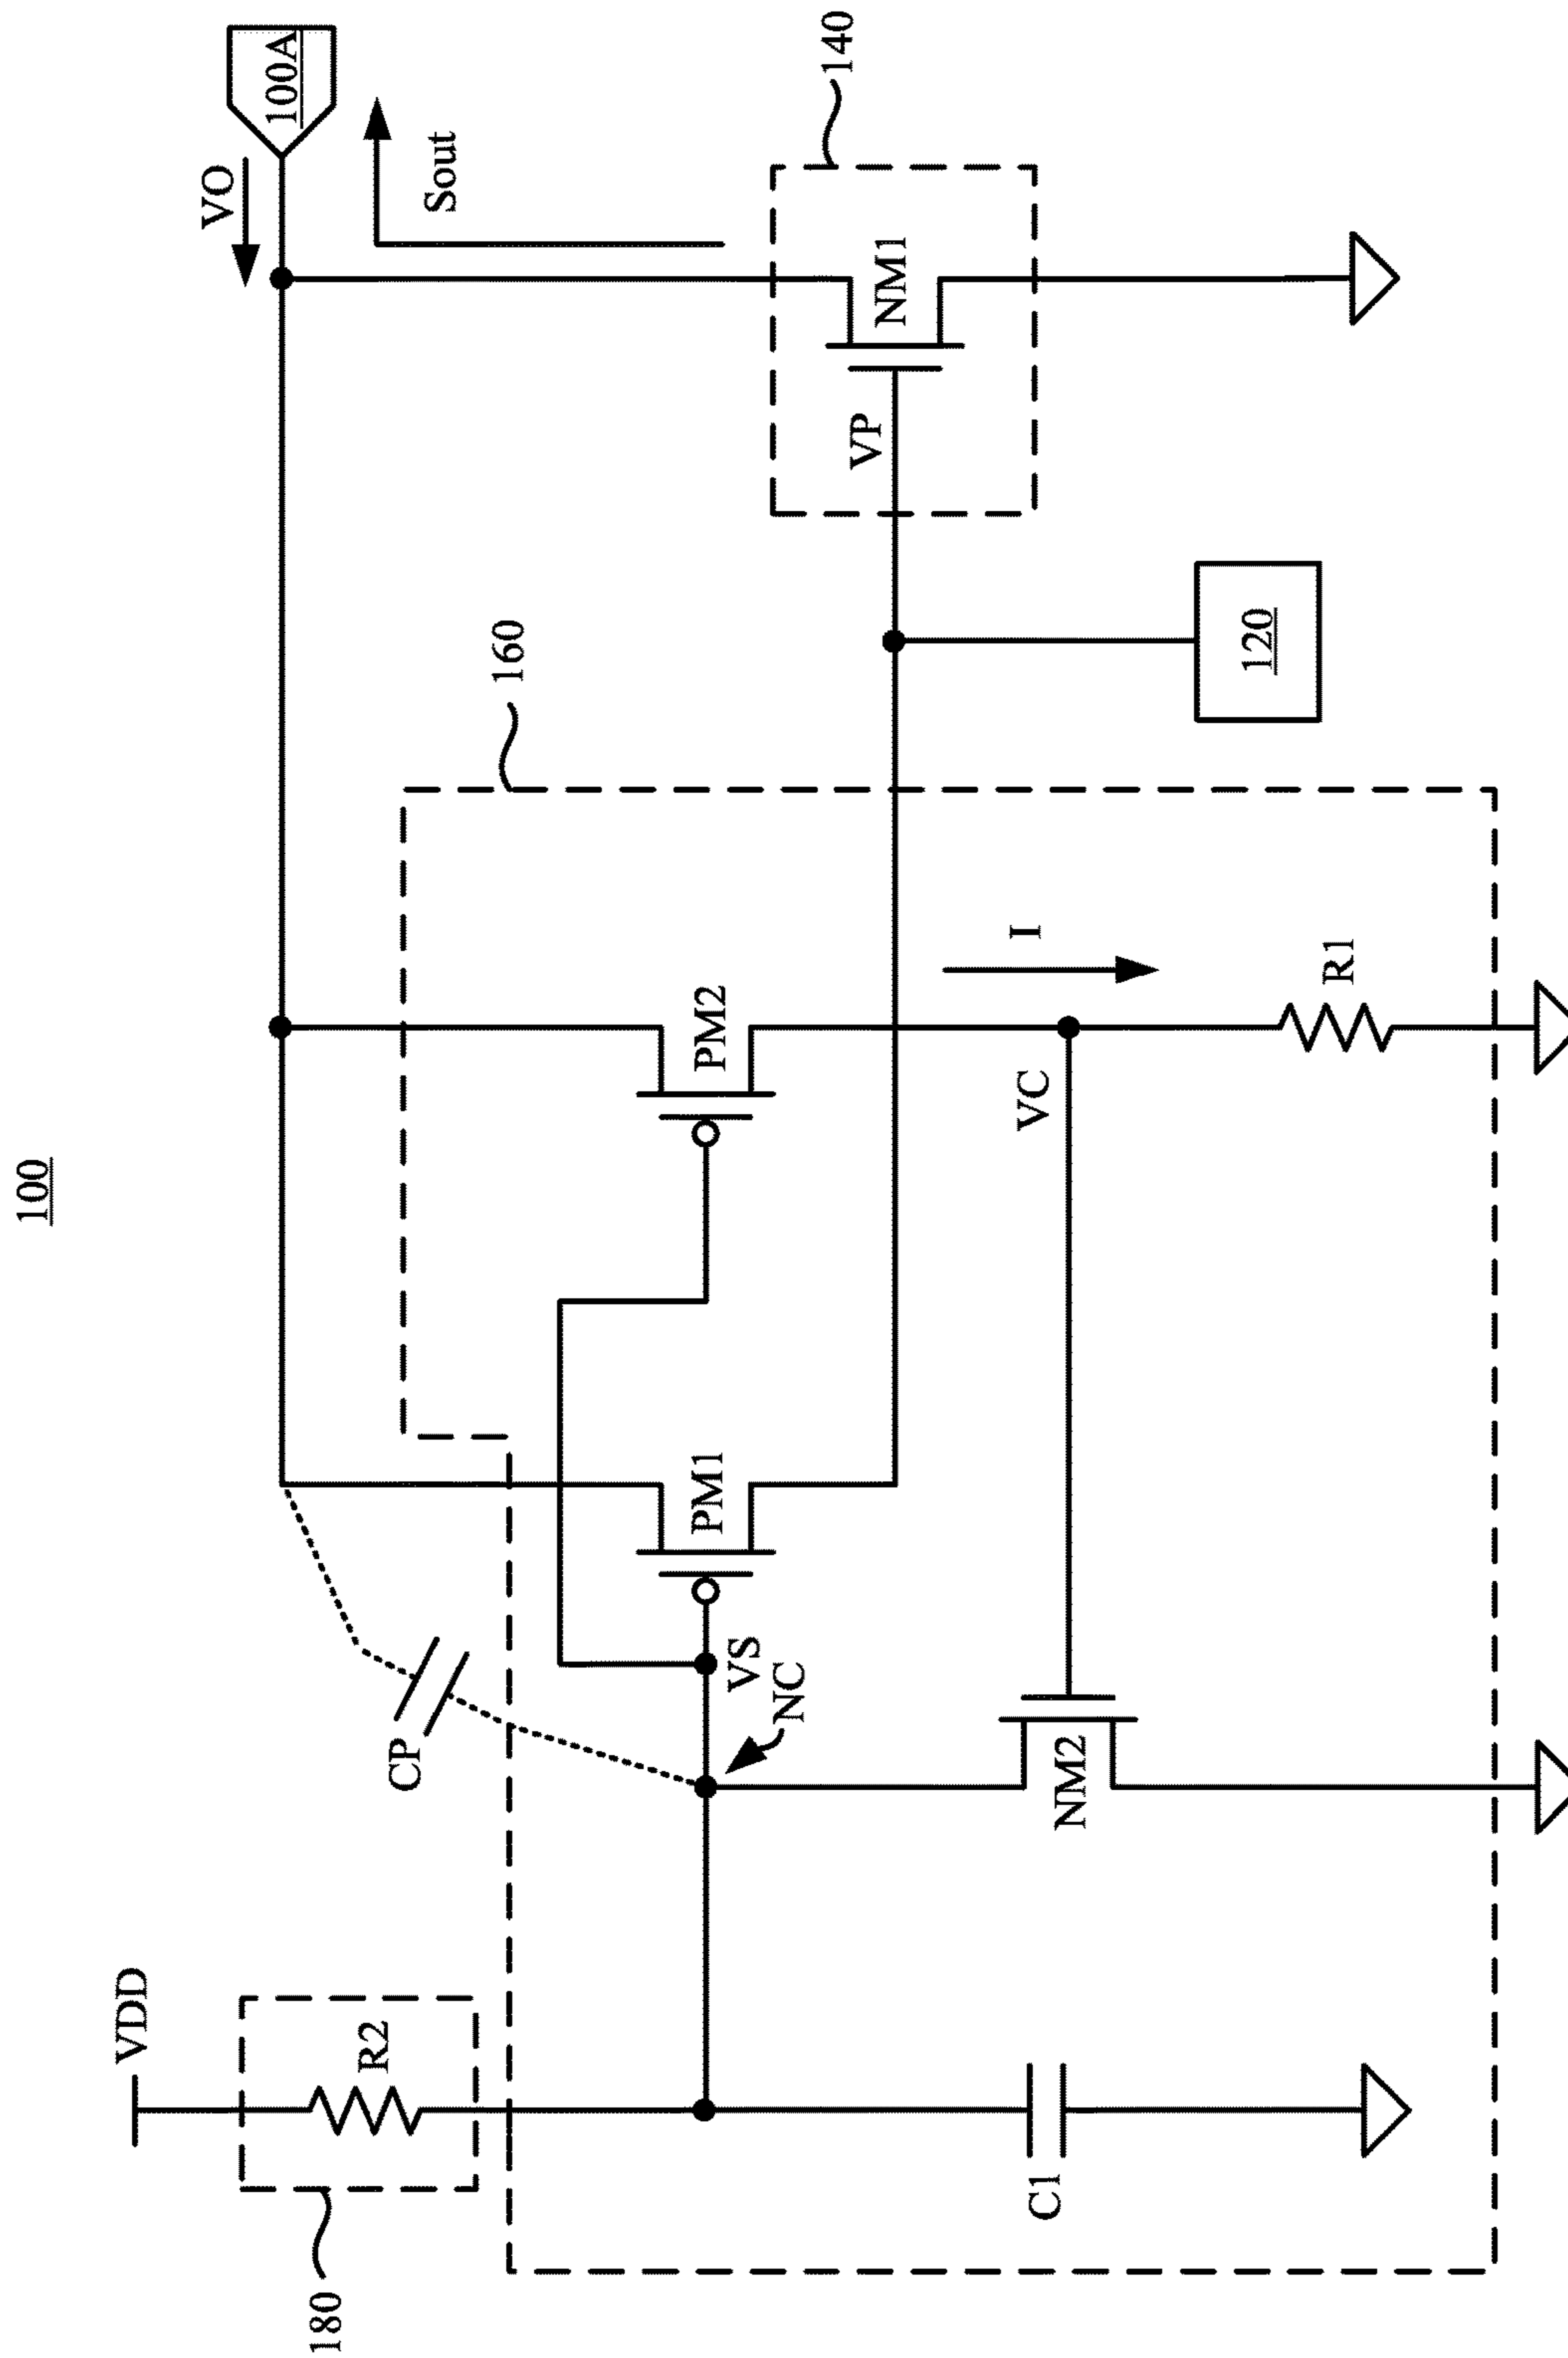 100
VDD
180
R2
CP
160
VO
100A
Sout
140
NM1
VP
PM2
PM1
VS
NC
120
I
VC
R1
NM2
C1